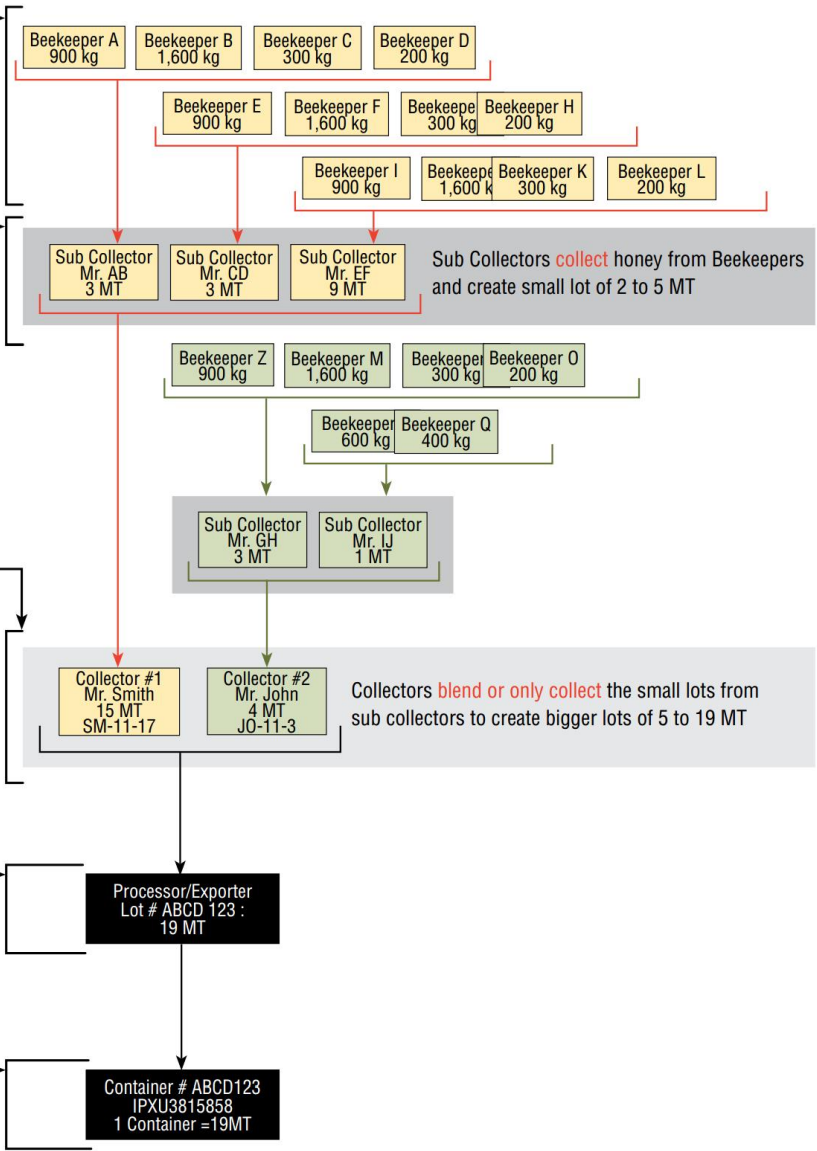 Beekeeper A
900 kg
Beekeeper B
1,600 kg
Beekeeper C
300 kg
Beekeeper D
200 kg
Beekeeper E
900 kg
Beekeeper F
1,600 kg
Beekeepe
300 kg
Beekeeper H
200 kg
Beekeeper I
900 kg
Beekeepe
1,600 k
Beekeeper K
300 kg
Beekeeper L
200 kg
Sub Collector
Mr. AB
3 MT
Sub Collector
Mr. CD
3 MT
Sub Collector
Mr. EF
9 MT
Sub Collectors collect honey from Beekeepers
and create small lot of 2 to 5 MT
Beekeeper Z
900 kg
Beekeeper M
1,600 kg
Beekeeper
300 kg
Beekeeper O
200 kg
Beekeeper
600 kg
Beekeeper Q
400 kg
Sub Collector
Mr. GH
3 MT
Sub Collector
Mr. IJ
1 MT
Collector #1
Mr. Smith
15 MT
SM-11-17
Collector #2
Mr. John
4 MT
JO-11-3
Collectors blend or only collect the small lots from
sub collectors to create bigger lots of 5 to 19 MT
Processor/Exporter
Lot # ABCD 123 :
19 MT
Container # ABCD123
IPXU3815858
1 Container =19MT